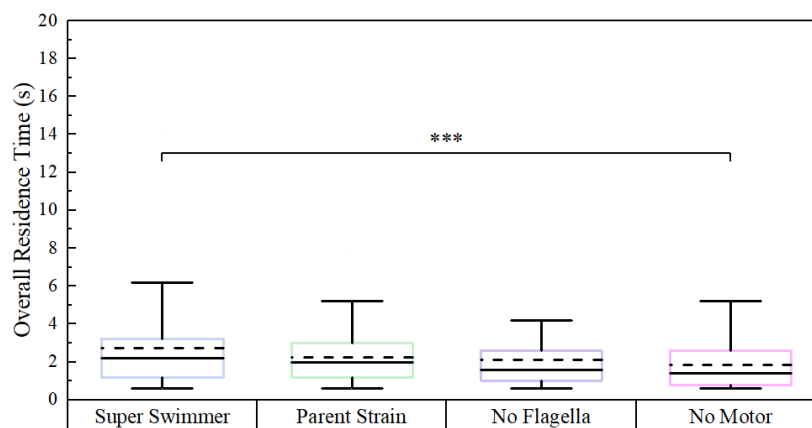 Overall Residence Time (s)
20
18
16
14
12
10
8
6
4
2
0
***
Super Swimmer
Parent Strain
No Flagella
No Motor